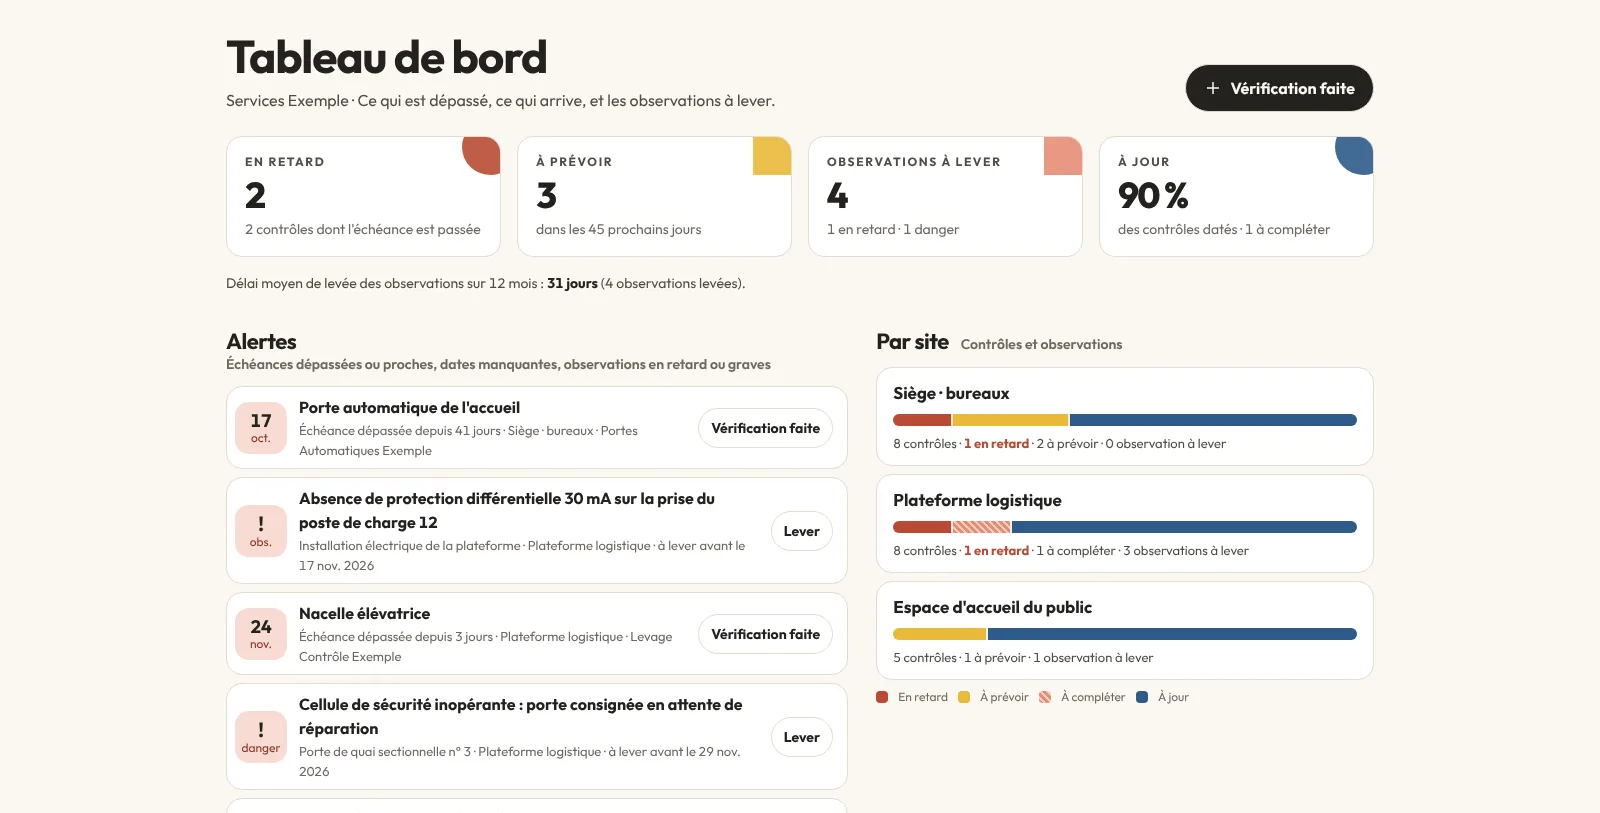 Tableau de bord
Services Exemple · Ce qui est dépassé, ce qui arrive, et les observations à lever.
+ Vérification faite
EN RETARD
2
2 contrôles dont l'échéance est passée
À PRÉVOIR
3
dans les 45 prochains jours
OBSERVATIONS À LEVER
4
1 en retard · 1 danger
À JOUR
90 %
des contrôles datés · 1 à compléter
Délai moyen de levée des observations sur 12 mois : 31 jours (4 observations levées).
Alertes
Échéances dépassées ou proches, dates manquantes, observations en retard ou graves
17
oct.
Porte automatique de l'accueil
Échéance dépassée depuis 41 jours · Siège · bureaux · Portes
Automatiques Exemple
Vérification faite
!
obs.
Absence de protection différentielle 30 mA sur la prise du
poste de charge 12
Installation électrique de la plateforme · Plateforme logistique · à lever avant le
17 nov. 2026
Lever
24
nov.
Nacelle élévatrice
Échéance dépassée depuis 3 jours · Plateforme logistique · Levage
Contrôle Exemple
Vérification faite
!
danger
Cellule de sécurité inopérante : porte consignée en attente de
réparation
Porte de quai sectionnelle n° 3 · Plateforme logistique · à lever avant le 29 nov.
2026
Lever
Par site Contrôles et observations
Siège · bureaux
8 contrôles · 1 en retard · 2 à prévoir · 0 observation à lever
Plateforme logistique
8 contrôles · 1 en retard · 1 à compléter · 3 observations à lever
Espace d'accueil du public
5 contrôles · 1 à prévoir · 1 observation à lever
En retard À prévoir À compléter À jour